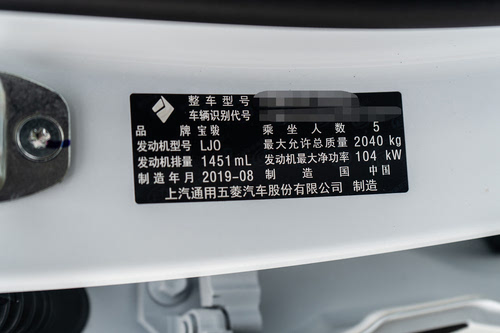 整车型号
车辆识别代号
品牌 宝骏 乘坐人数 5
发动机型号 LJO 最大允许总质量 2040 kg
发动机排量 1451 mL 发动机最大净功率 104 kW
制造年月 2019-08 制造国 中国
上汽通用五菱汽车股份有限公司 制造